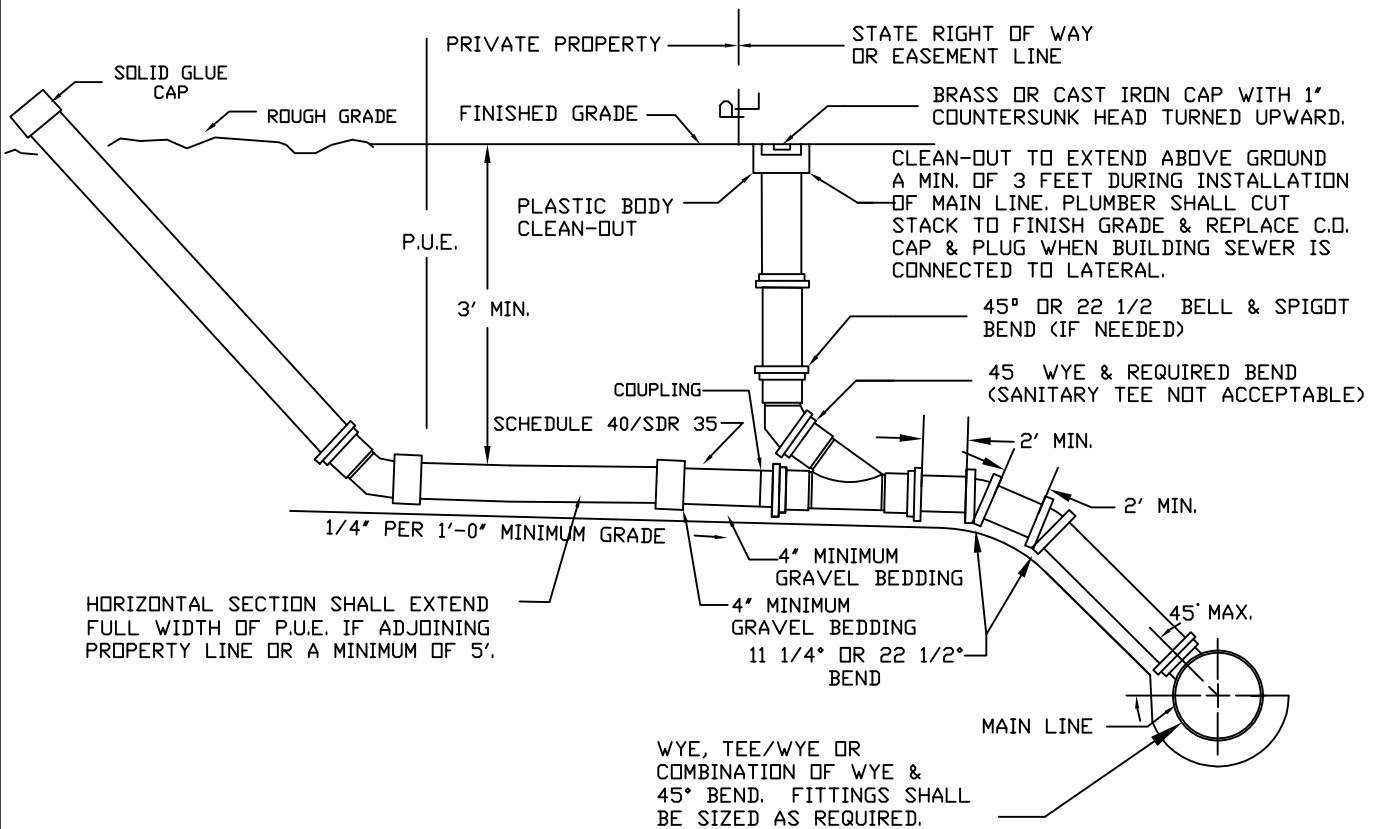 PRIVATE PROPERTY
STATE RIGHT OF WAY
OR EASEMENT LINE
SOLID GLUE
CAP
ROUGH GRADE
FINISHED GRADE
BRASS OR CAST IRON CAP WITH 1"
COUNTERSUNK HEAD TURNED UPWARD.
CLEAN-OUT TO EXTEND ABOVE GROUND
A MIN. OF 3 FEET DURING INSTALLATION
OF MAIN LINE. PLUMBER SHALL CUT
STACK TO FINISH GRADE & REPLACE C.O.
CAP & PLUG WHEN BUILDING SEWER IS
CONNECTED TO LATERAL.
PLASTIC BODY
CLEAN-OUT
P.U.E.
3' MIN.
45° OR 22 1/2 BELL & SPIGOT
BEND (IF NEEDED)
45 WYE & REQUIRED BEND
(SANITARY TEE NOT ACCEPTABLE)
COUPLING
SCHEDULE 40/SDR 35
2' MIN.
2' MIN.
1/4" PER 1'-0" MINIMUM GRADE
4" MINIMUM
GRAVEL BEDDING
4" MINIMUM
GRAVEL BEDDING
HORIZONTAL SECTION SHALL EXTEND
FULL WIDTH OF P.U.E. IF ADJOINING
PROPERTY LINE OR A MINIMUM OF 5'.
11 1/4° OR 22 1/2°
BEND
45° MAX.
MAIN LINE
WYE, TEE/WYE OR
COMBINATION OF WYE &
45° BEND. FITTINGS SHALL
BE SIZED AS REQUIRED.